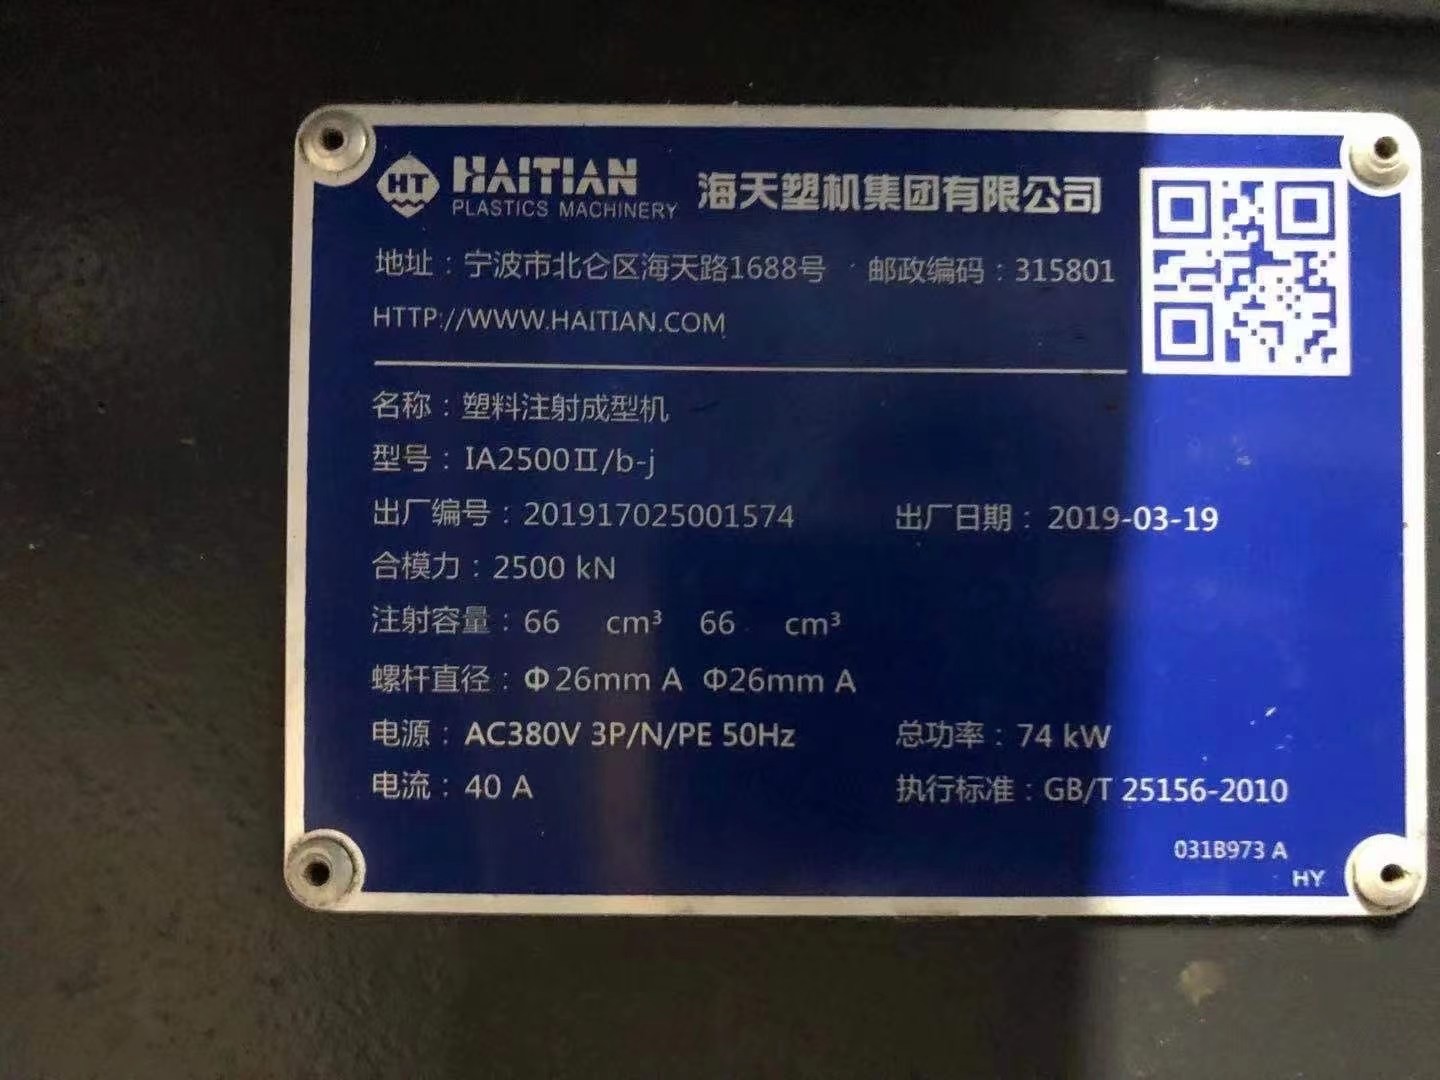 HT HAITIAN 海天塑机集团有限公司
PLASTICS MACHINERY
地址：宁波市北仑区海天路1688号 邮政编码：315801
HTTP://WWW.HAITIAN.COM
名称：塑料注射成型机
型号：IA2500Ⅱ/b-j
出厂编号：201917025001574 出厂日期：2019-03-19
合模力：2500 kN
注射容量：66 cm³ 66 cm³
螺杆直径：Φ26mm A Φ26mm A
电源：AC380V 3P/N/PE 50Hz 总功率：74 kW
电流：40 A 执行标准：GB/T 25156-2010
031B973 A
HY